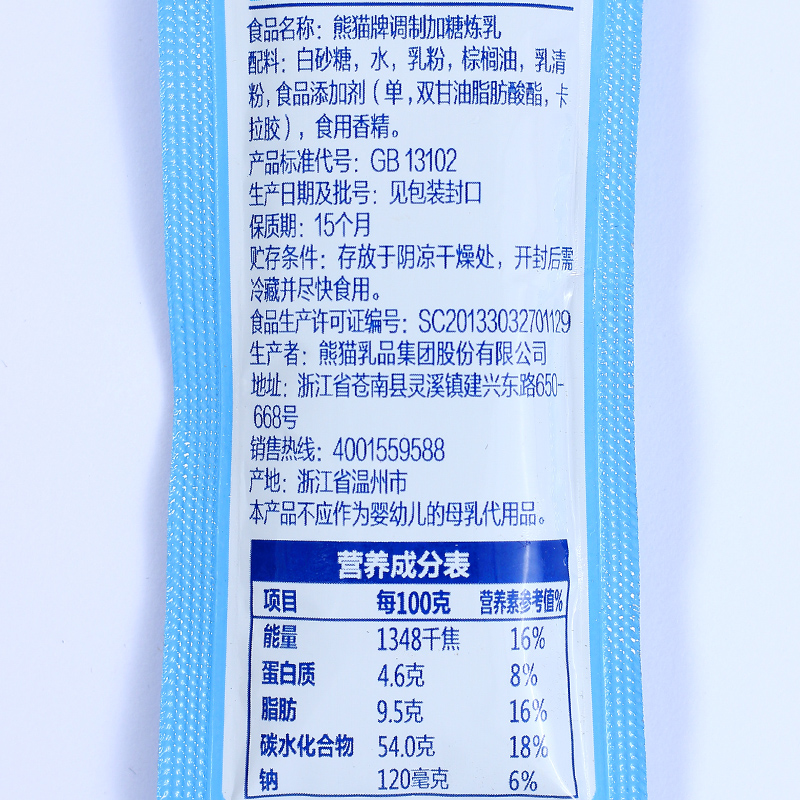 食品名称：熊猫牌调制加糖炼乳
配料：白砂糖，水，乳粉，棕榈油，乳清
粉，食品添加剂（单，双甘油脂肪酸酯，卡
拉胶），食用香精。
产品标准代号：GB 13102
生产日期及批号：见包装封口
保质期：15个月
贮存条件：存放于阴凉干燥处，开封后需
冷藏并尽快食用。
食品生产许可证编号：SC20133032701129
生产者：熊猫乳品集团股份有限公司
地址：浙江省苍南县灵溪镇建兴东路650-
668号
销售热线：4001559588
产地：浙江省温州市
本产品不应作为婴幼儿的母乳代用品。
营养成分表
项目 每100克 营养素参考值%
能量 1348千焦 16%
蛋白质 4.6克 8%
脂肪 9.5克 16%
碳水化合物 54.0克 18%
钠 120毫克 6%